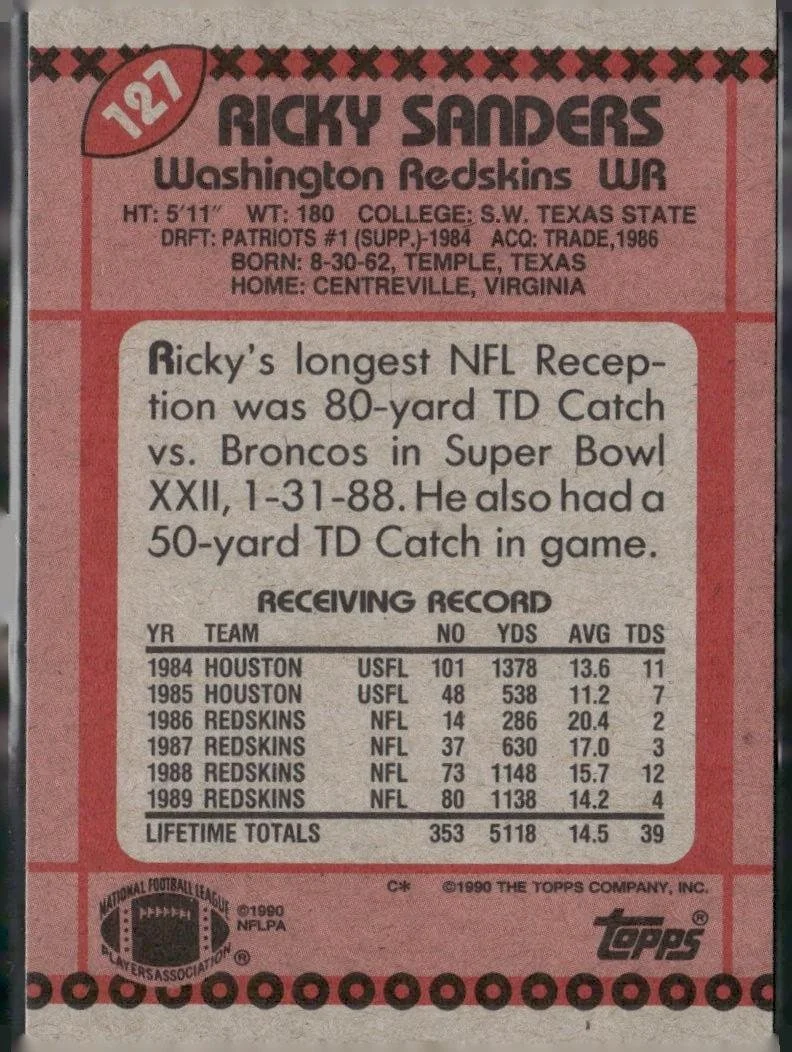 127
RICKY SANDERS
Washington Redskins WR
HT: 5'11" WT: 180 COLLEGE: S.W. TEXAS STATE
DRFT: PATRIOTS #1 (SUPP.)-1984 ACQ: TRADE,1986
BORN: 8-30-62, TEMPLE, TEXAS
HOME: CENTREVILLE, VIRGINIA
Ricky's longest NFL Recep-
tion was 80-yard TD Catch
vs. Broncos in Super Bowl
XXII, 1-31-88. He also had a
50-yard TD Catch in game.
RECEIVING RECORD
YR TEAM NO YDS AVG TDS
1984 HOUSTON USFL 101 1378 13.6 11
1985 HOUSTON USFL 48 538 11.2 7
1986 REDSKINS NFL 14 286 20.4 2
1987 REDSKINS NFL 37 630 17.0 3
1988 REDSKINS NFL 73 1148 15.7 12
1989 REDSKINS NFL 80 1138 14.2 4
LIFETIME TOTALS 353 5118 14.5 39
C* ©1990 THE TOPPS COMPANY, INC.
NATIONAL FOOTBALL LEAGUE
PLAYERS ASSOCIATION ®
©1990
NFLPA
topps ®